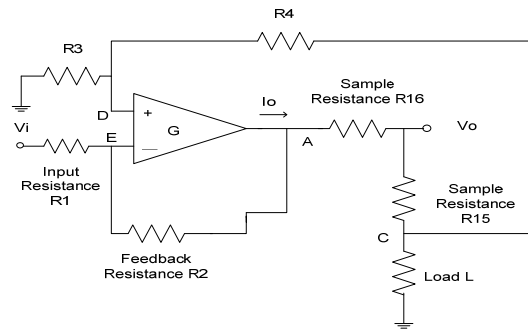 R4
R3
Sample
Resistance R16
Io
D
+
Vi
E
G
A
Vo
Input
Resistance
R1
Sample
Resistance
R15
C
Feedback
Resistance R2
Load L